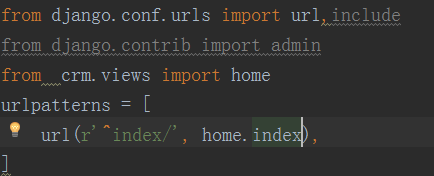 from django.conf.urls import url,include
from django.contrib import admin
from  crm.views import home
urlpatterns = [
    url(r'^index/', home.index),
]